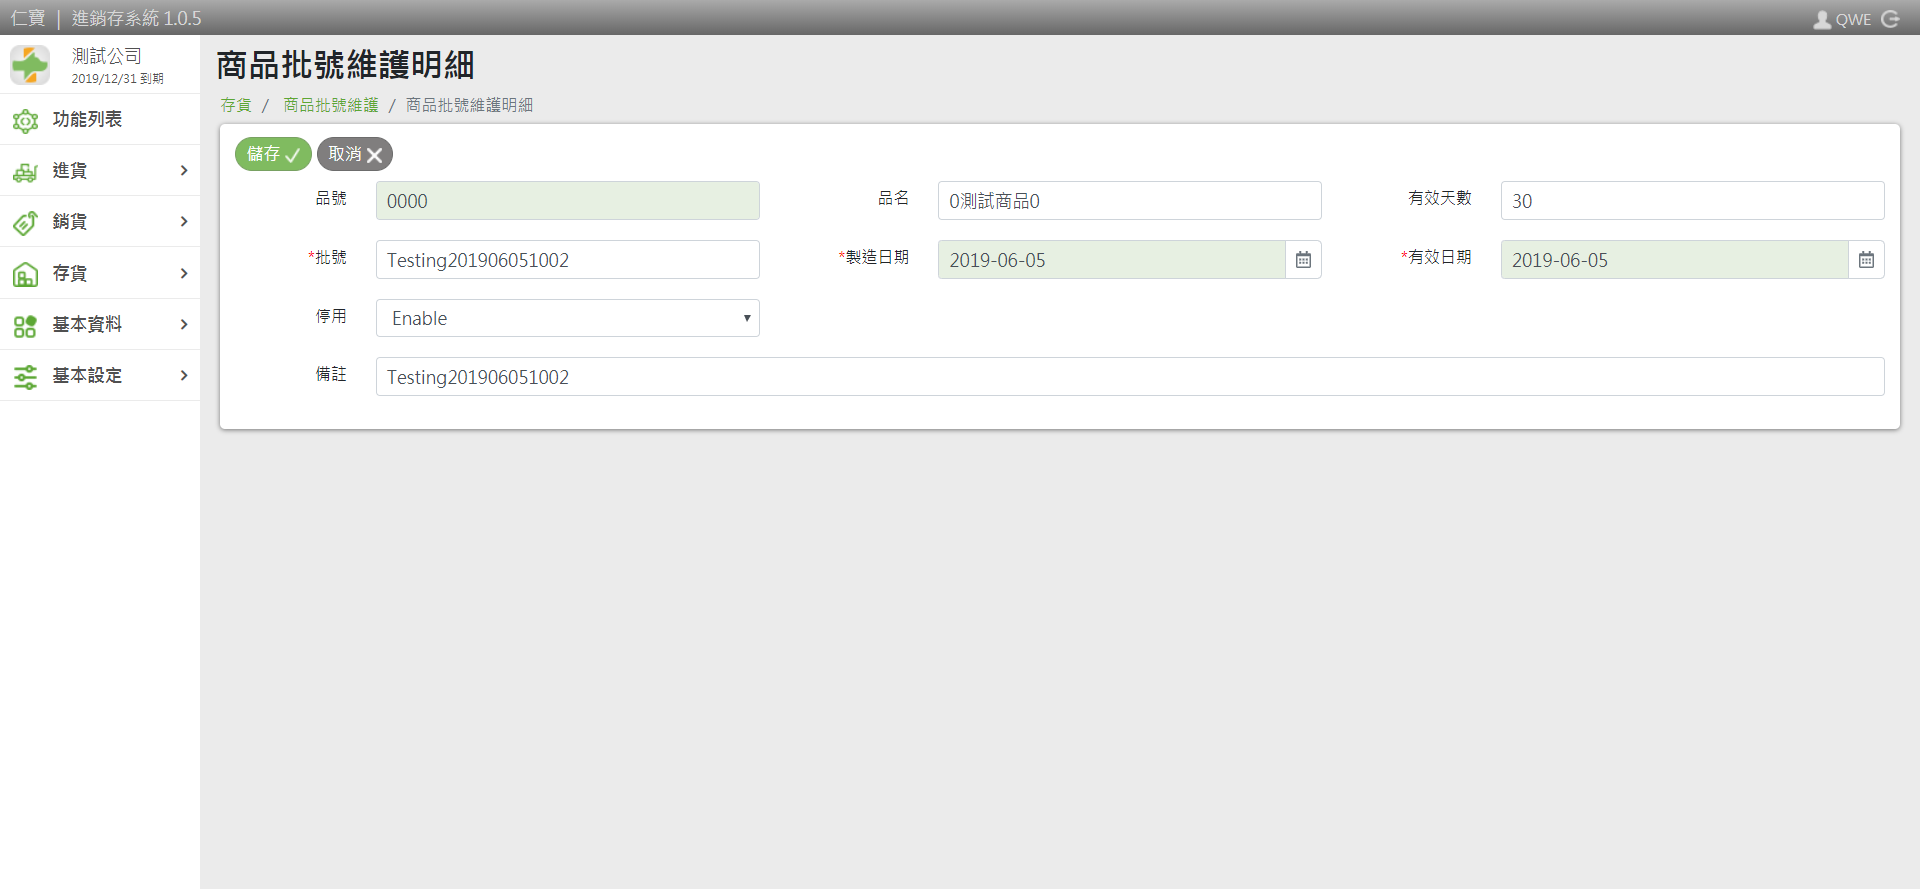 仁寶 | 進銷存系統 1.0.5
QWE
測試公司
2019/12/31 到期
功能列表
進貨
銷貨
存貨
基本資料
基本設定
商品批號維護明細
存貨 / 商品批號維護 / 商品批號維護明細
儲存
取消
品號 0000
品名 0測試商品0
有效天數 30
*批號 Testing201906051002
*製造日期 2019-06-05
*有效日期 2019-06-05
停用 Enable
備註 Testing201906051002